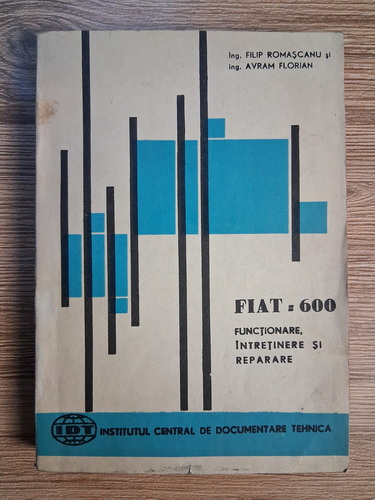 Ing. FILIP ROMAȘCANU și
ing. AVRAM FLORIAN
FIAT = 600
FUNCȚIONARE,
ÎNTREȚINERE ȘI
REPARARE
IDT INSTITUTUL CENTRAL DE DOCUMENTARE TEHNICA